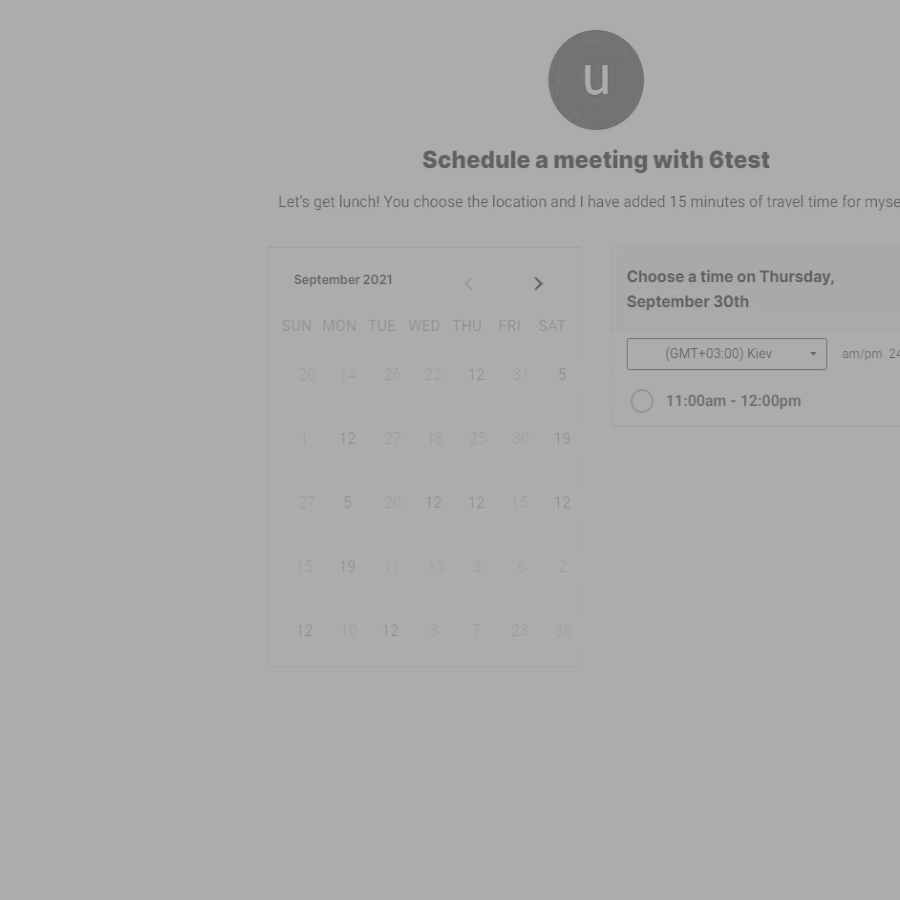 u
Schedule a meeting with 6test
Let's get lunch! You choose the location and I have added 15 minutes of travel time for myse
September 2021
SUN MON TUE WED THU FRI SAT
20 14 26 22 12 31 5
1 12 27 18 25 30 19
27 5 20 12 12 15 12
15 19 11 13 3 6 2
12 10 12 3 7 23 30
Choose a time on Thursday,
September 30th
(GMT+03:00) Kiev
am/pm 24
11:00am - 12:00pm